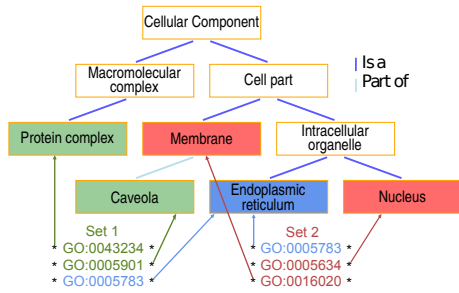 Cellular Component
Macromolecular
complex
Cell part
Is a
Part of
Protein complex
Membrane
Intracellular
organelle
Caveola
Endoplasmic
reticulum
Nucleus
Set 1
* GO:0043234 *
* GO:0005901 *
* GO:0005783 *
Set 2
* GO:0005783 *
* GO:0005634 *
* GO:0016020 *